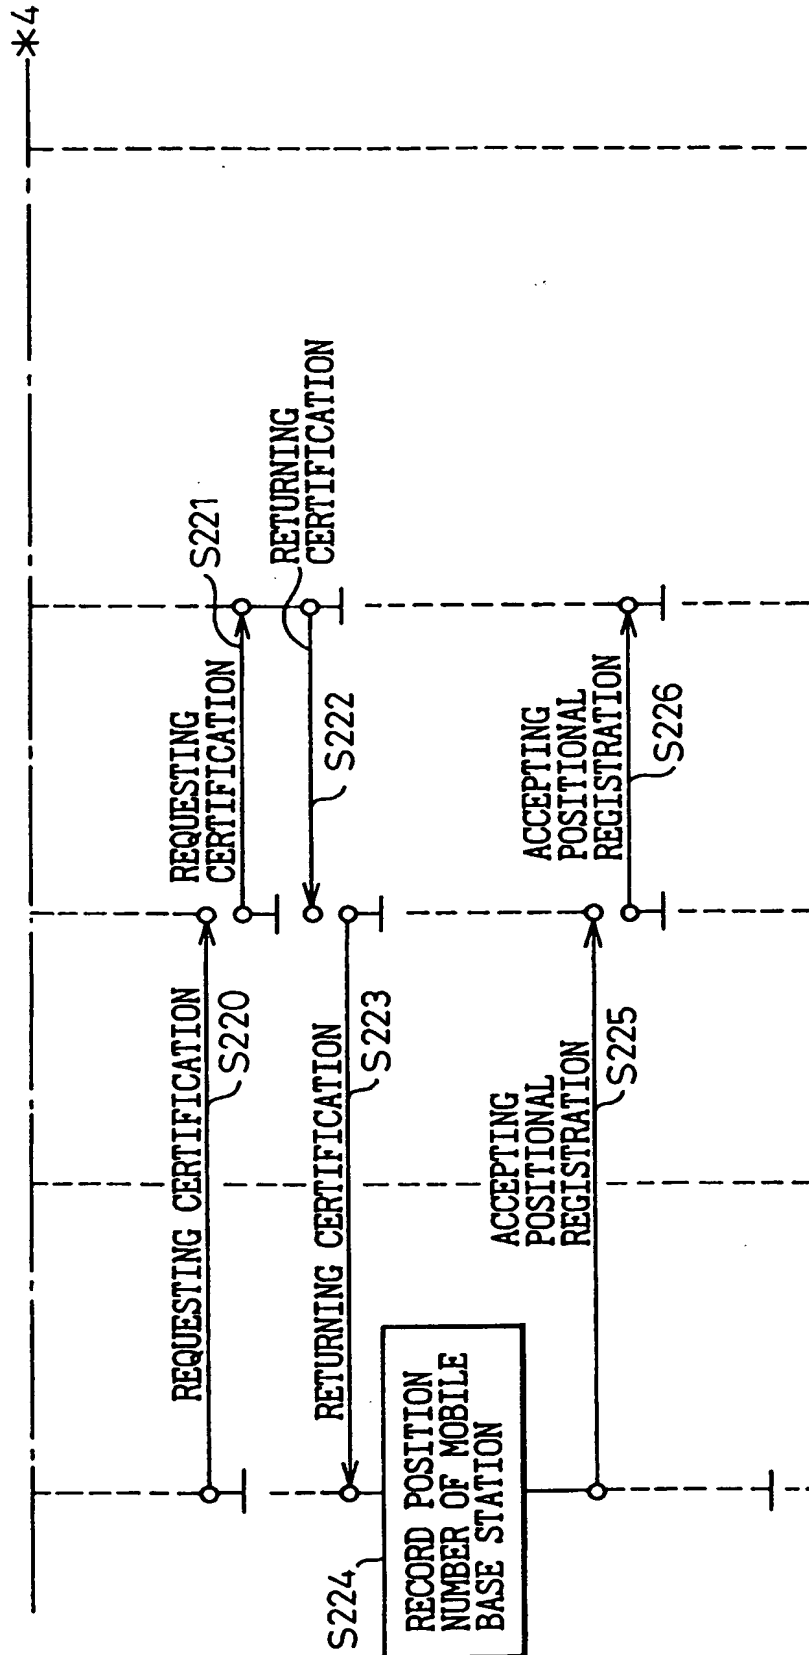 *4
REQUESTING CERTIFICATION
S220
REQUESTING
CERTIFICATION
S221
RETURNING
CERTIFICATION
S222
RETURNING CERTIFICATION
S223
S224
RECORD POSITION
NUMBER OF MOBILE
BASE STATION
ACCEPTING
POSITIONAL
REGISTRATION
S225
ACCEPTING
POSITIONAL
REGISTRATION
S226